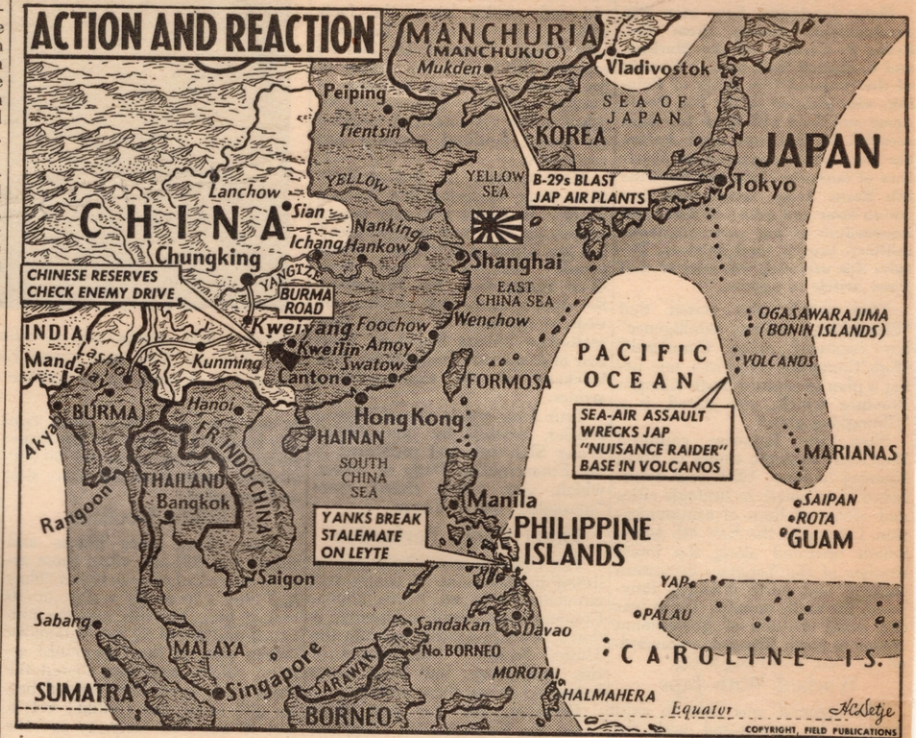 ACTION AND REACTION
MANCHURIA
(MANCHUKUO)
Mukden
Vladivostok
Peiping
Tientsin
SEA OF
JAPAN
KOREA
JAPAN
Tokyo
YELLOW
SEA
B-29s BLAST
JAP AIR PLANTS
YELLOW
Lanchow
Sian
CHINA
Nanking
Ichang
Hankow
Chungking
Shanghai
YANGTZE
CHINESE RESERVES
CHECK ENEMY DRIVE
BURMA
ROAD
EAST
CHINA SEA
Wenchow
OGASAWARAJIMA
(BONIN ISLANDS)
INDIA
Kweiyang
Foochow
Kweilin
Amoy
Lashio
Mandalay
Kunming
Swatow
Canton
PACIFIC
OCEAN
VOLCANOS
FORMOSA
BURMA
Hanoi
Hong Kong
Akyab
HAINAN
SEA-AIR ASSAULT
WRECKS JAP
"NUISANCE RAIDER"
BASE IN VOLCANOS
MARIANAS
FR. INDO-CHINA
SOUTH
CHINA
SEA
THAILAND
Bangkok
Rangoon
Manila
SAIPAN
ROTA
GUAM
YANKS BREAK
STALEMATE
ON LEYTE
PHILIPPINE
ISLANDS
Saigon
YAP
PALAU
Sabang
Sandakan
Davao
MALAYA
No. BORNEO
CAROLINE IS.
Singapore
SARAWAK
MOROTAI
SUMATRA
HALMAHERA
BORNEO
Equator
HCDetje
COPYRIGHT, FIELD PUBLICATIONS